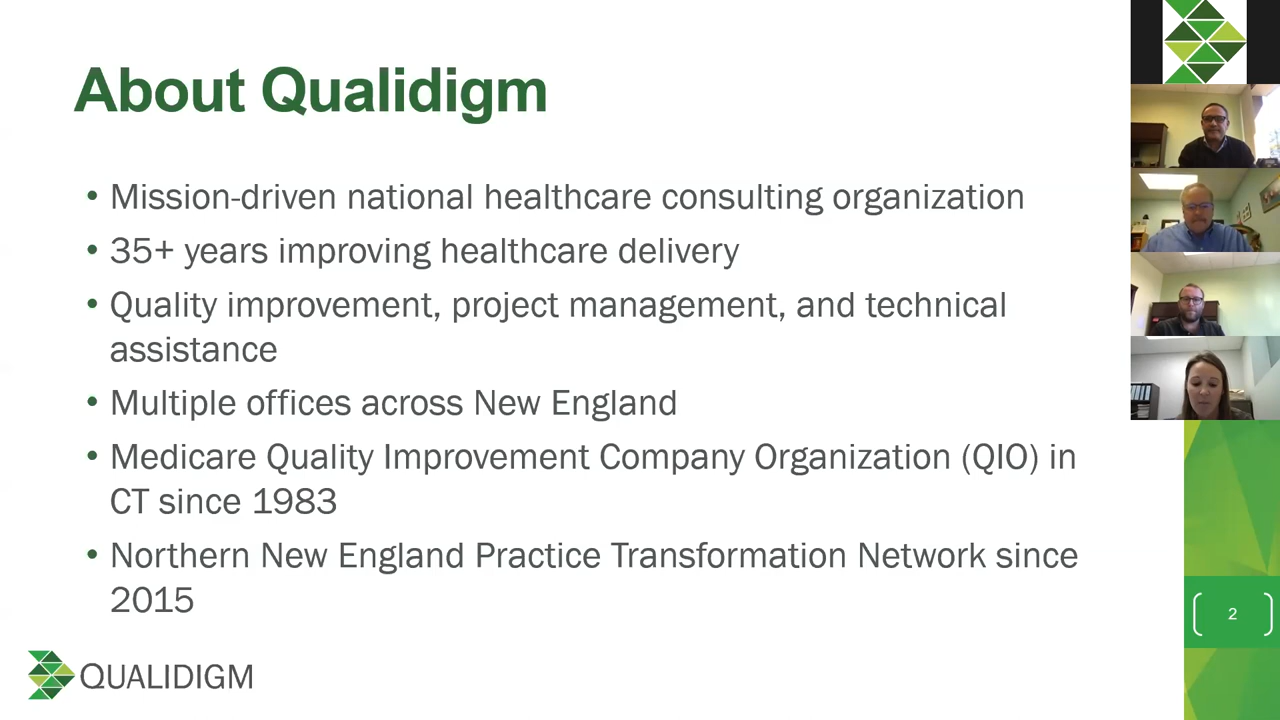 About Qualidigm
• Mission-driven national healthcare consulting organization
• 35+ years improving healthcare delivery
• Quality improvement, project management, and technical
assistance
• Multiple offices across New England
• Medicare Quality Improvement Company Organization (QIO) in
CT since 1983
• Northern New England Practice Transformation Network since
2015
2
QUALIDIGM